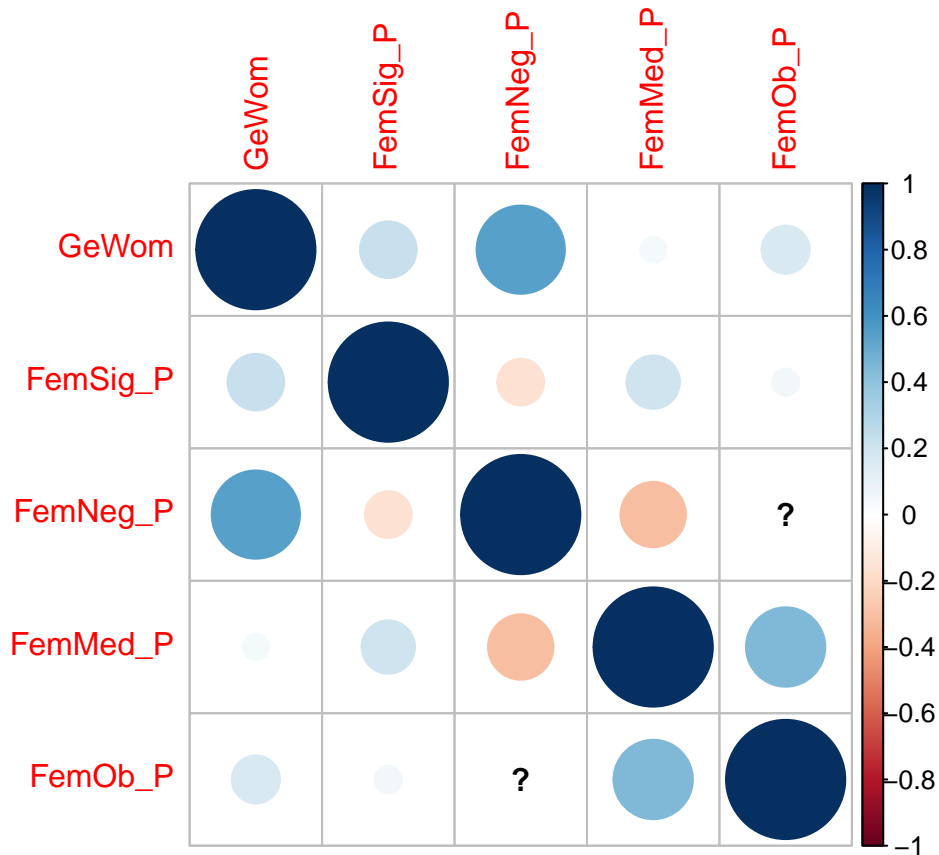 GeWom
FemSig_P
FemNeg_P
FemMed_P
FemOb_P
GeWom
FemSig_P
FemNeg_P
?
FemMed_P
FemOb_P
?
1
0.8
0.6
0.4
0.2
0
−0.2
−0.4
−0.6
−0.8
−1